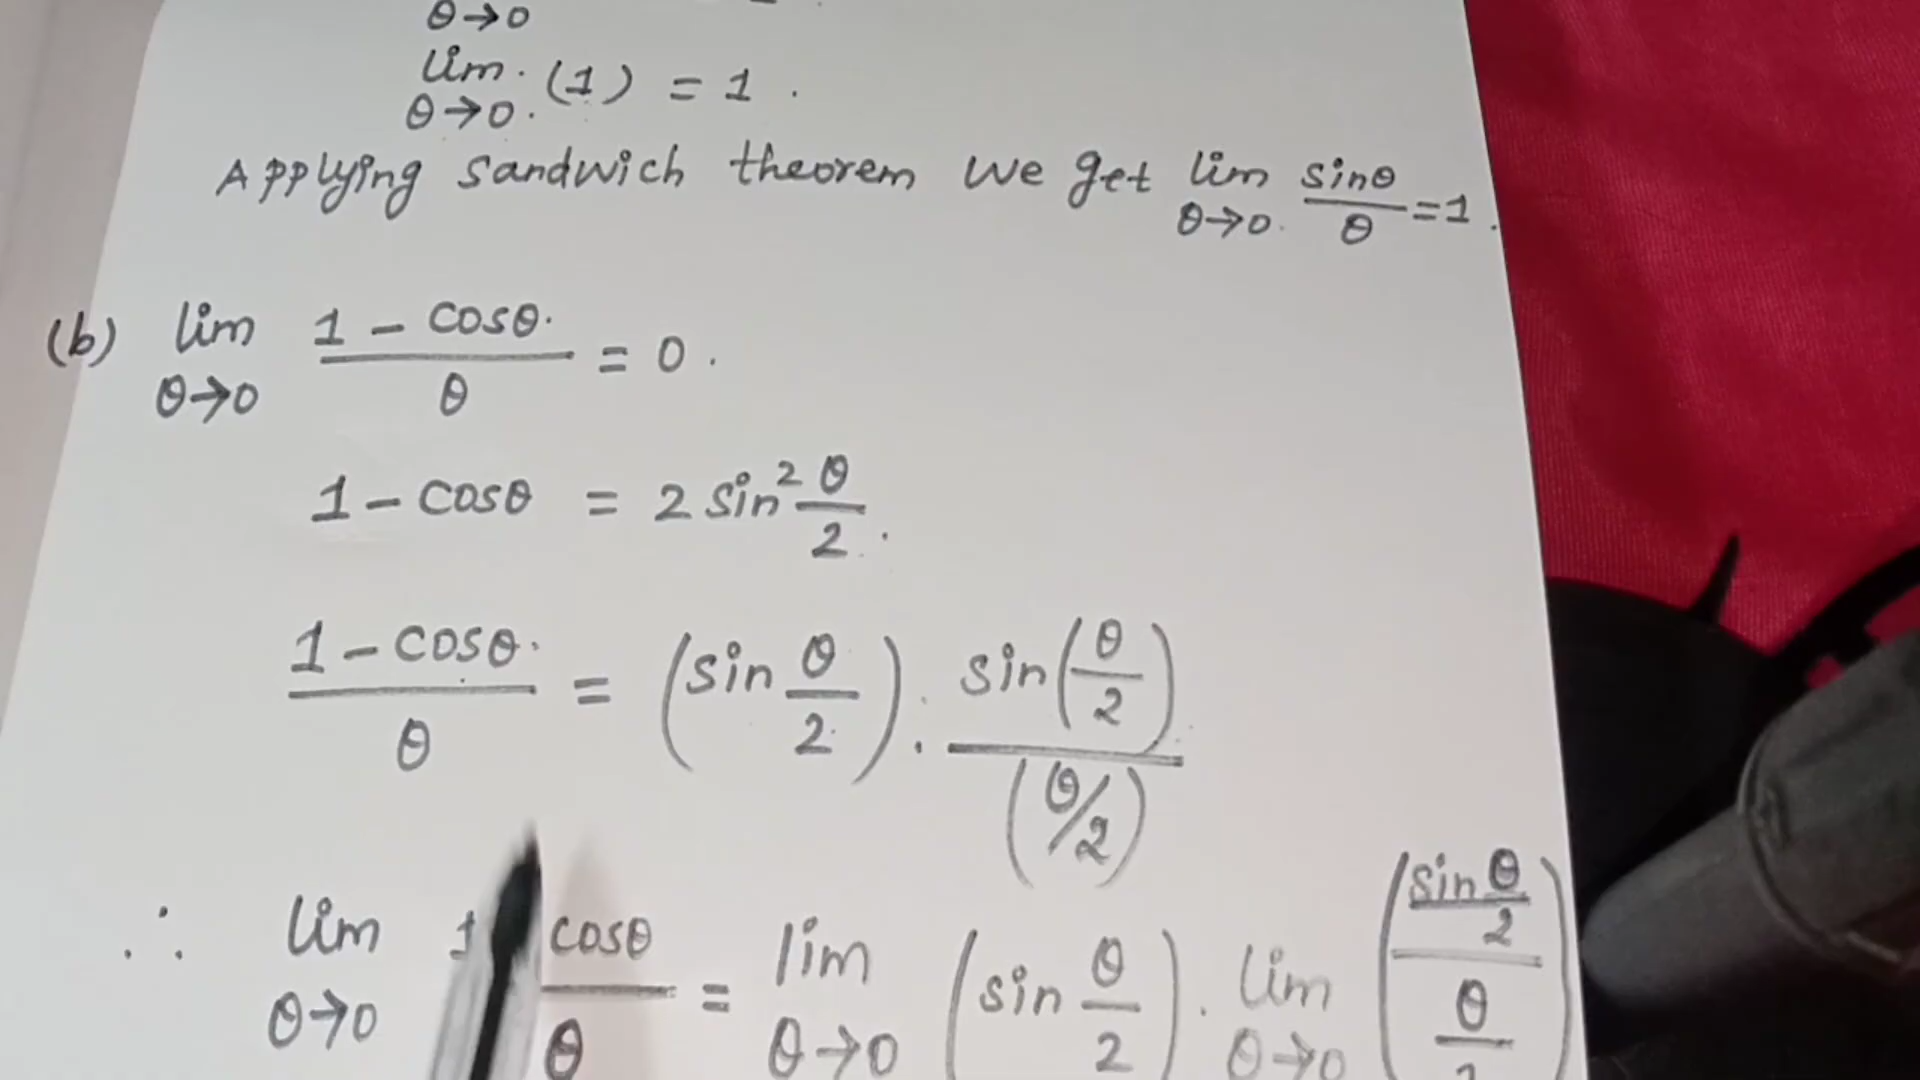 θ→0
lim. (1) = 1.
θ→0.
Applying sandwich theorem we get lim sinθ/θ = 1.
θ→0.
(b) lim (1 - cosθ.)/θ = 0.
θ→0
1 - cosθ = 2 sin² θ/2.
(1 - cosθ.)/θ = (sin θ/2). sin(θ/2)/(θ/2)
∴ lim 1 cosθ/θ = lim (sin θ/2). lim (sin θ/2 / θ/2)
θ→0 θ→0 θ→0